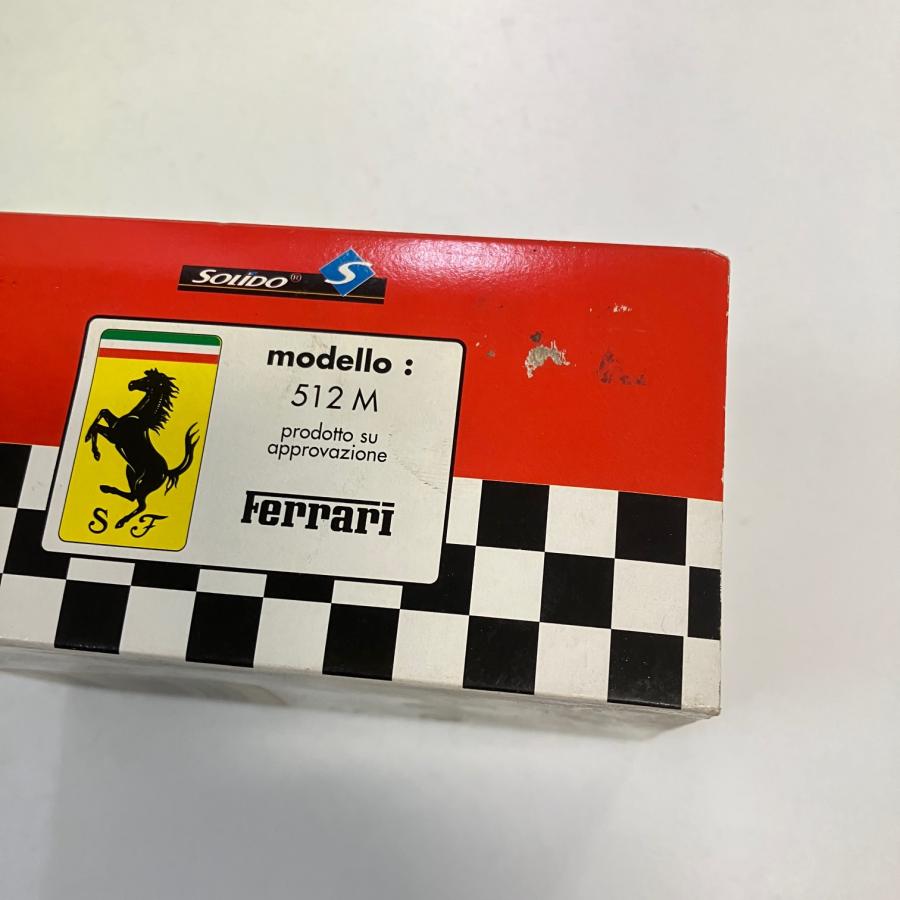 SOLIDO® S
modello :
512 M
prodotto su
approvazione
Ferrari
S F